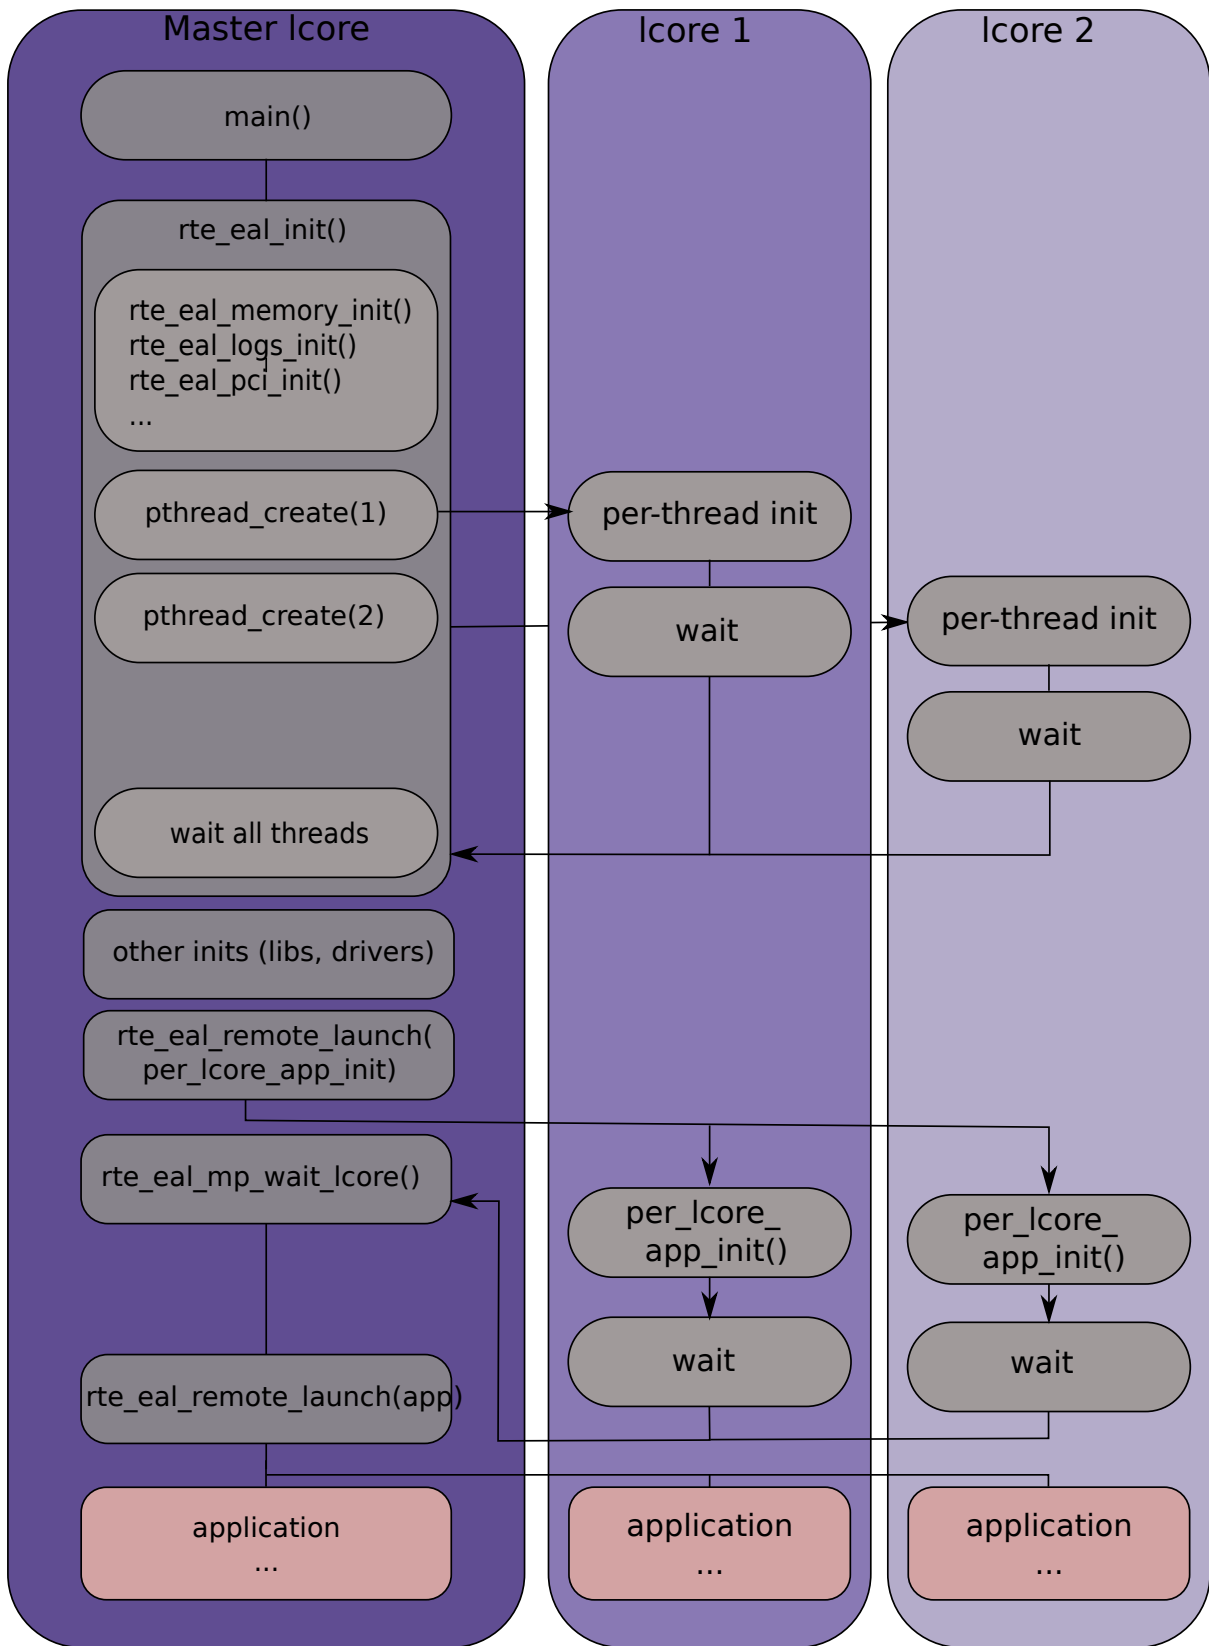 Master lcore
main()
rte_eal_init()
rte_eal_memory_init()
rte_eal_logs_init()
rte_eal_pci_init()
...
pthread_create(1)
pthread_create(2)
wait all threads
other inits (libs, drivers)
rte_eal_remote_launch(
per_lcore_app_init)
rte_eal_mp_wait_lcore()
rte_eal_remote_launch(app)
application
...
lcore 1
per-thread init
wait
per_lcore_
app_init()
wait
application
...
lcore 2
per-thread init
wait
per_lcore_
app_init()
wait
application
...